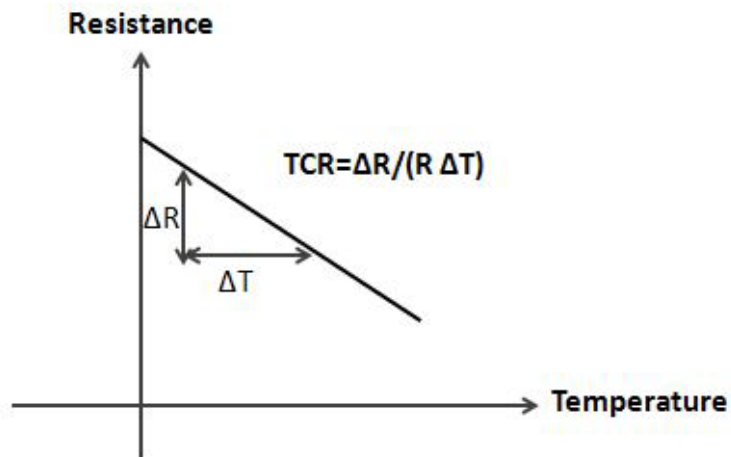 Resistance
TCR=ΔR/(R ΔT)
ΔR
ΔT
Temperature